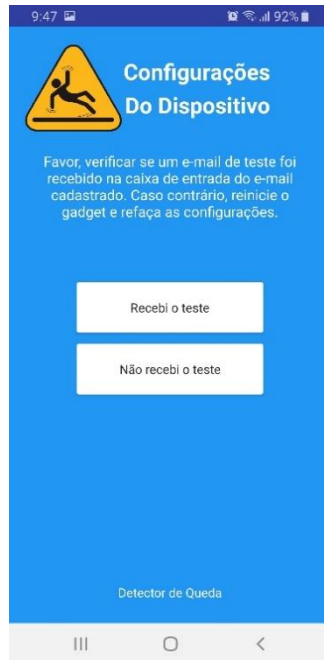 9:47
92%
Configurações
Do Dispositivo
Favor, verificar se um e-mail de teste foi
recebido na caixa de entrada do e-mail
cadastrado. Caso contrário, reinicie o
gadget e refaça as configurações.
Recebi o teste
Não recebi o teste
Detector de Queda